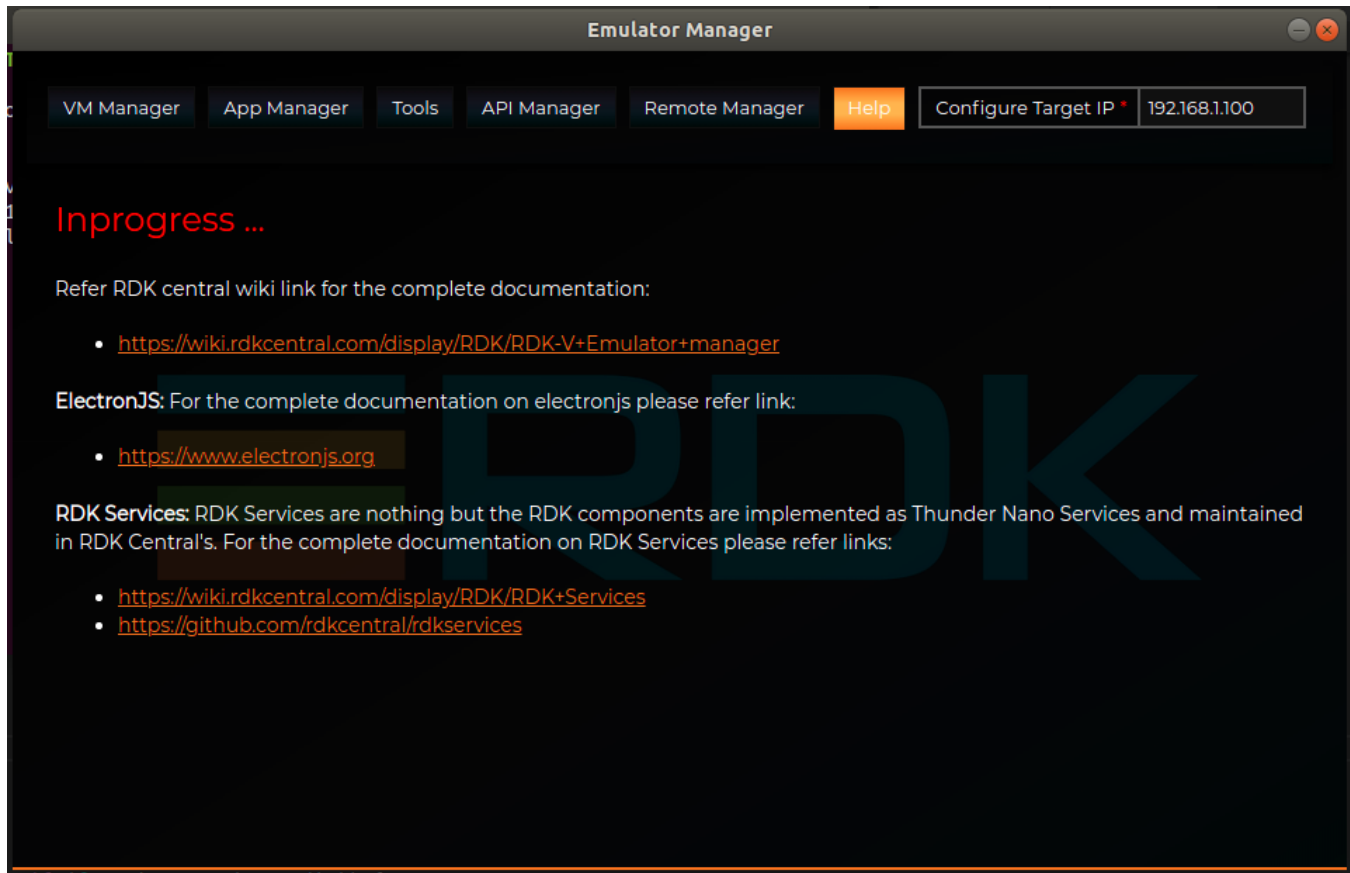 Emulator Manager
VM Manager App Manager Tools API Manager Remote Manager Help Configure Target IP * 192.168.1.100
Inprogress ...
Refer RDK central wiki link for the complete documentation:
https://wiki.rdkcentral.com/display/RDK/RDK-V+Emulator+manager
ElectronJS: For the complete documentation on electronjs please refer link:
https://www.electronjs.org
RDK Services: RDK Services are nothing but the RDK components are implemented as Thunder Nano Services and maintained
in RDK Central's. For the complete documentation on RDK Services please refer links:
https://wiki.rdkcentral.com/display/RDK/RDK+Services
https://github.com/rdkcentral/rdkservices
RDK